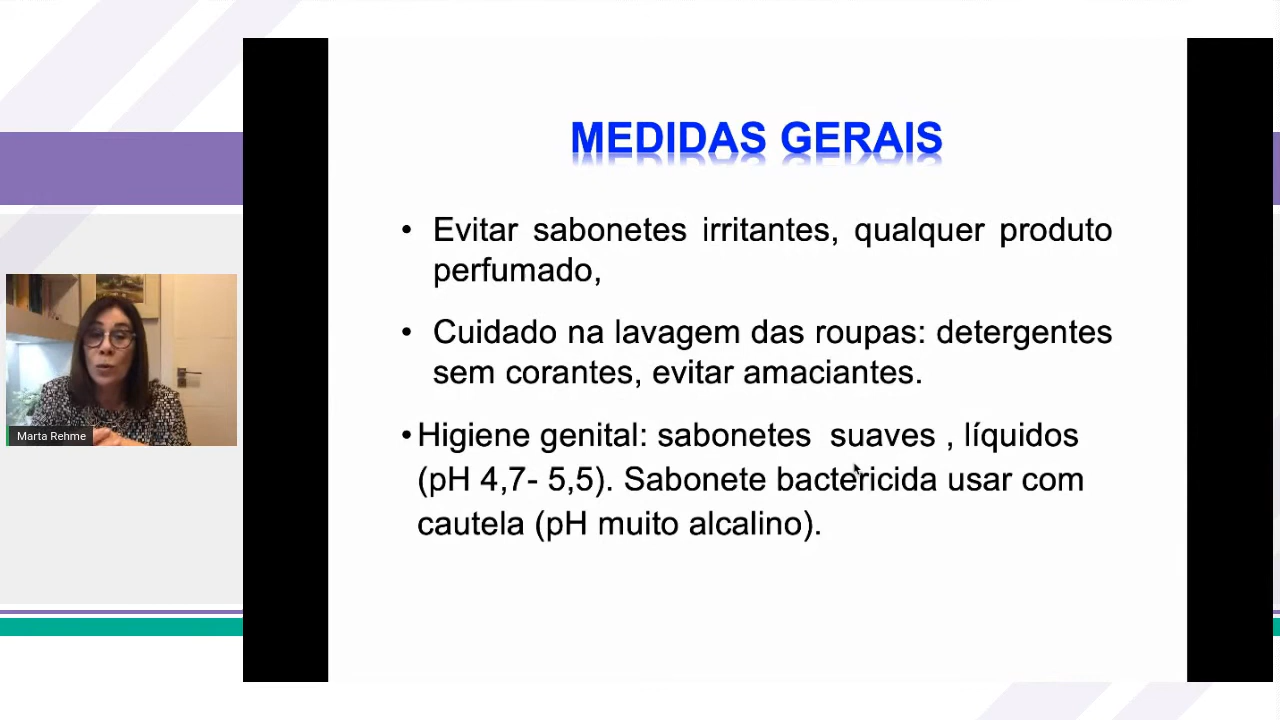 MEDIDAS GERAIS
• Evitar sabonetes irritantes, qualquer produto
perfumado,
• Cuidado na lavagem das roupas: detergentes
sem corantes, evitar amaciantes.
• Higiene genital: sabonetes suaves , líquidos
(pH 4,7- 5,5). Sabonete bactericida usar com
cautela (pH muito alcalino).
Marta Rehme